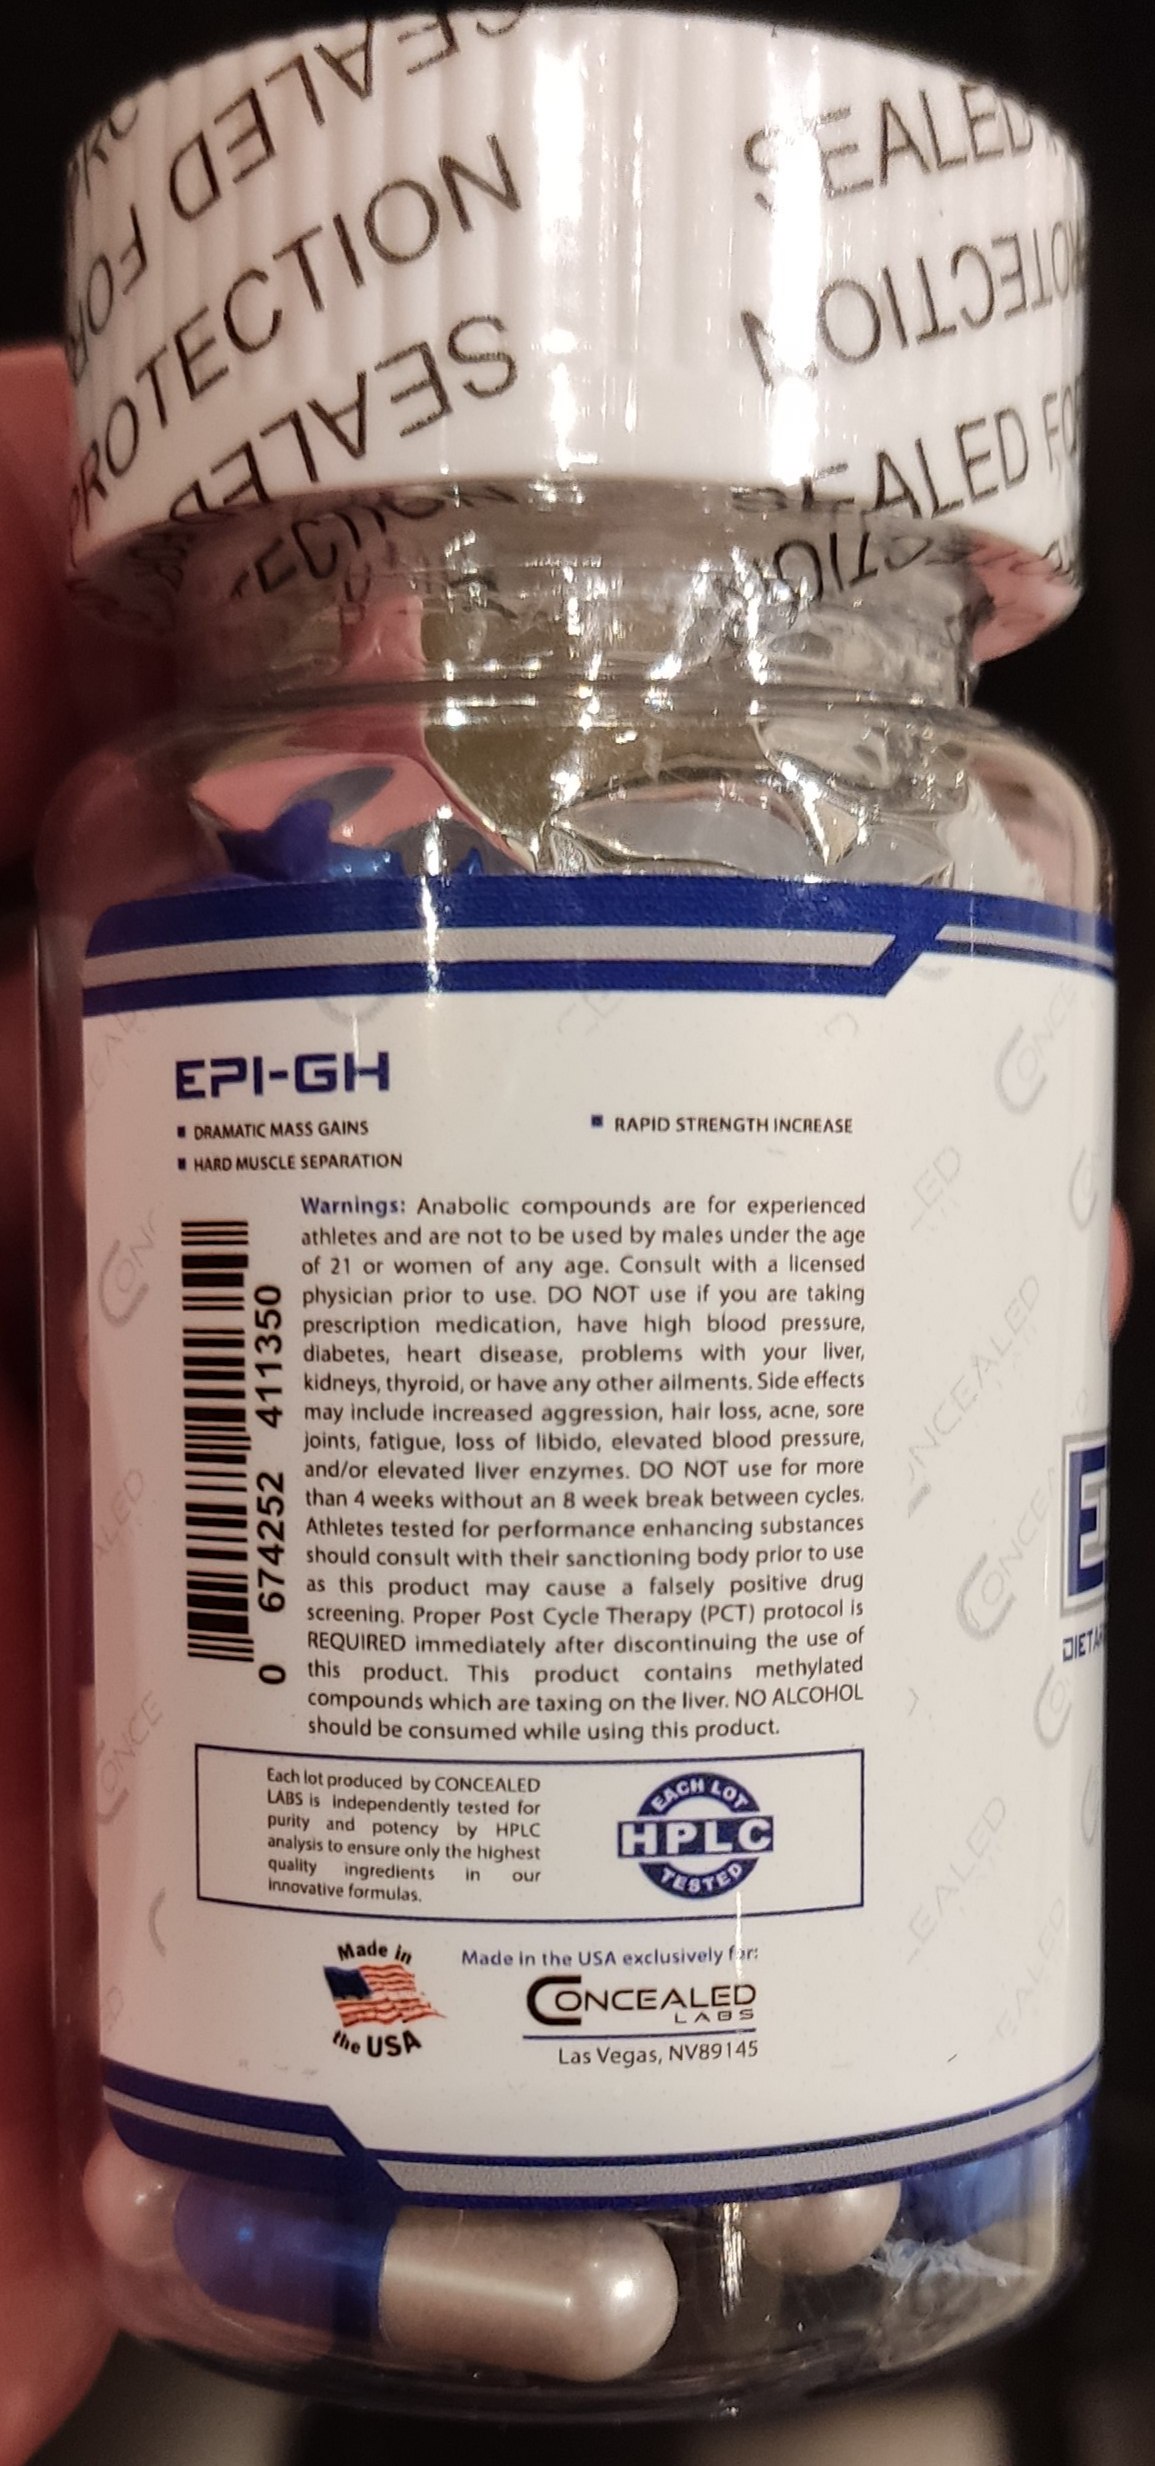 SEALED
SEALED FOR
PROTECTION
SEALED
SEALED
PROTECTION
SEALED FO
EPI-GH
▪ DRAMATIC MASS GAINS
▪ RAPID STRENGTH INCREASE
▪ HARD MUSCLE SEPARATION
Warnings: Anabolic compounds are for experienced
athletes and are not to be used by males under the age
of 21 or women of any age. Consult with a licensed
physician prior to use. DO NOT use if you are taking
prescription medication, have high blood pressure,
diabetes, heart disease, problems with your liver,
kidneys, thyroid, or have any other ailments. Side effects
may include increased aggression, hair loss, acne, sore
joints, fatigue, loss of libido, elevated blood pressure,
and/or elevated liver enzymes. DO NOT use for more
than 4 weeks without an 8 week break between cycles.
Athletes tested for performance enhancing substances
should consult with their sanctioning body prior to use
as this product may cause a falsely positive drug
screening. Proper Post Cycle Therapy (PCT) protocol is
REQUIRED immediately after discontinuing the use of
this product. This product contains methylated
compounds which are taxing on the liver. NO ALCOHOL
should be consumed while using this product.
0 674252 411350
Each lot produced by CONCEALED
LABS is independently tested for
purity and potency by HPLC
analysis to ensure only the highest
quality ingredients in our
innovative formulas.
EACH LOT
HPLC
TESTED
Made in
the USA
Made in the USA exclusively for:
CONCEALED
LABS
Las Vegas, NV89145
E
DIETA